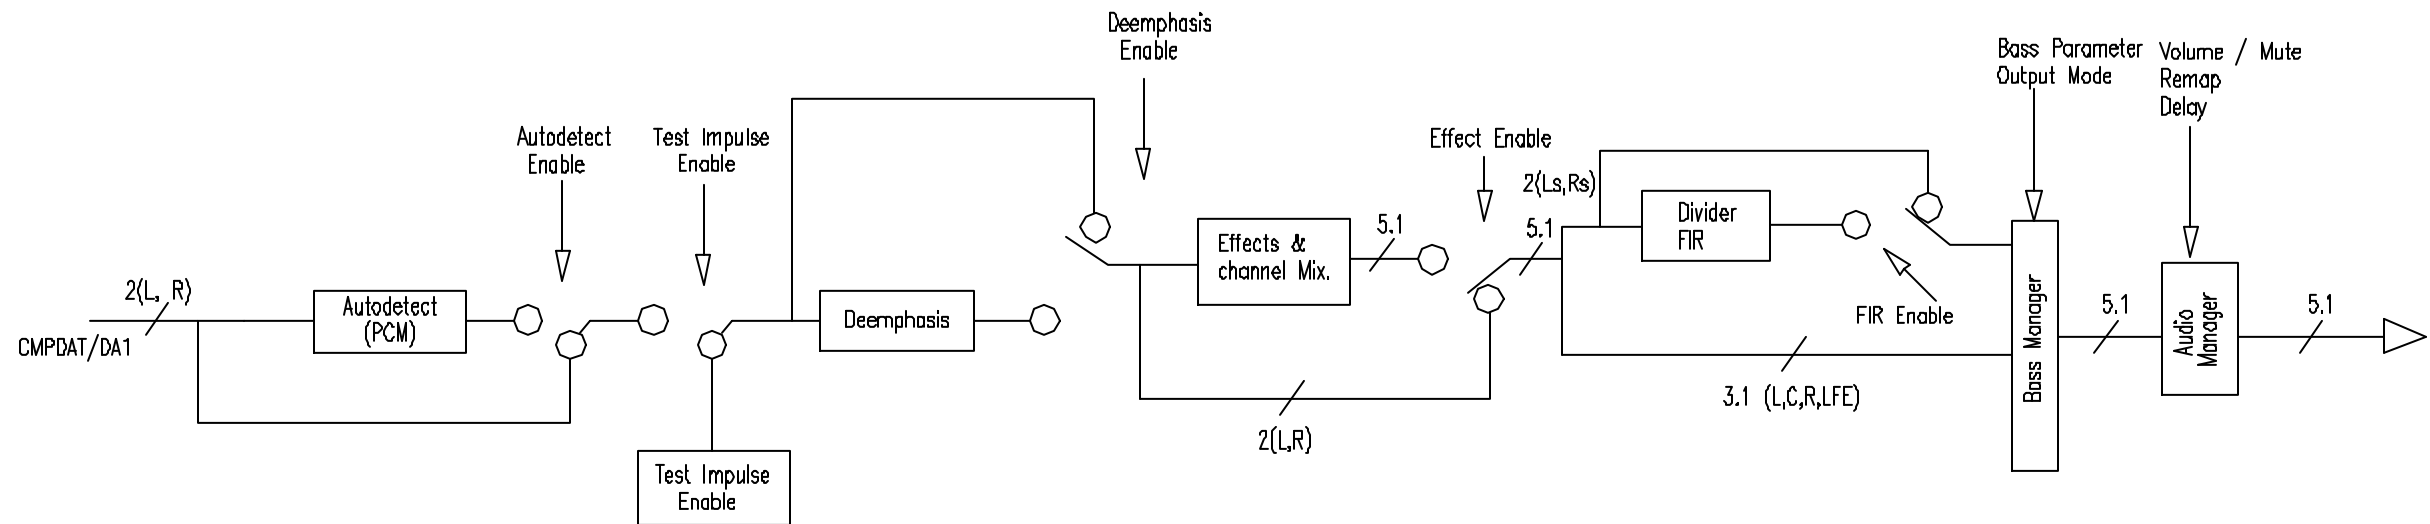 Deemphasis
Enable
Bass Parameter
Output Mode
Volume / Mute
Remap
Delay
Autodetect
Enable
Test Impulse
Enable
Effect Enable
2(Ls,Rs)
5.1
5.1
Divider
FIR
Effects &
channel Mix.
2(L, R)
Autodetect
(PCM)
CMPDAT/DA1
Deemphasis
FIR Enable
Bass Manager
5.1
Audio
Manager
5.1
3.1 (L,C,R,LFE)
2(L,R)
Test Impulse
Enable